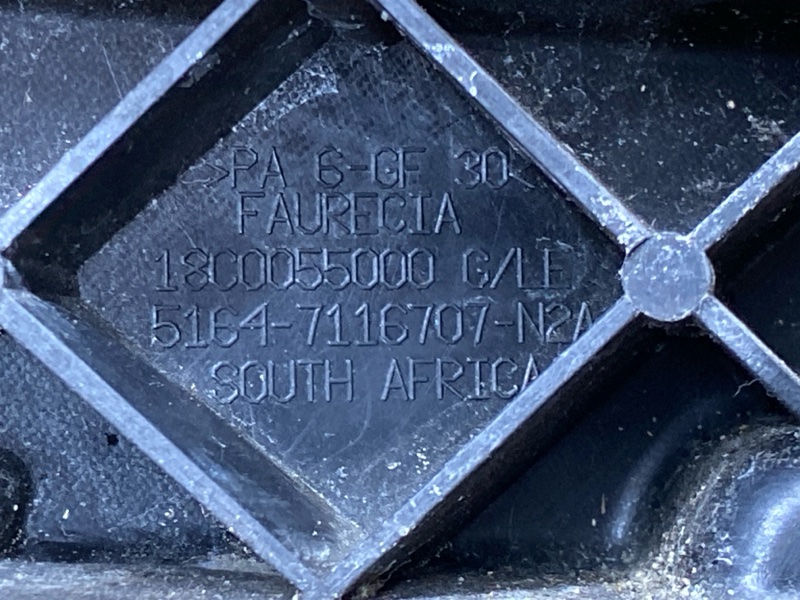 >PA 6-GF 30<
FAURECIA
18C0055000 G/LE
5164-7116707-N2A
SOUTH AFRICA